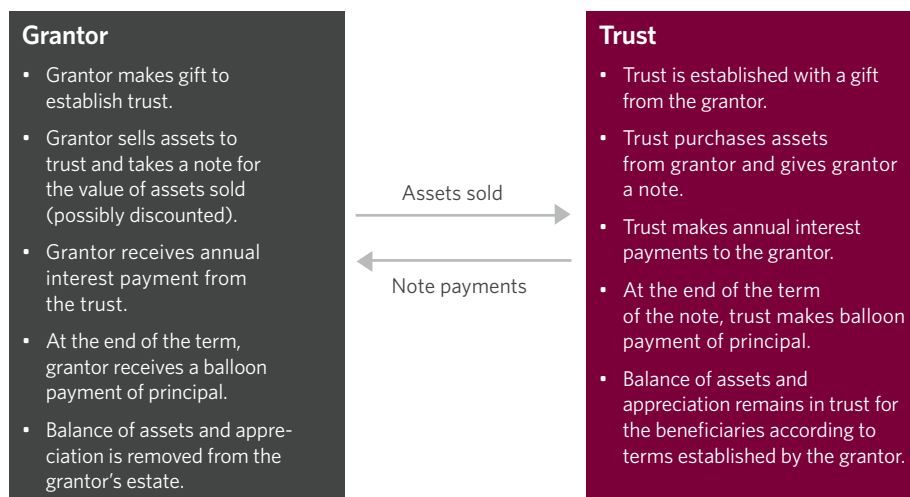 Grantor
• Grantor makes gift to
establish trust.
• Grantor sells assets to
trust and takes a note for
the value of assets sold
(possibly discounted).
• Grantor receives annual
interest payment from
the trust.
• At the end of the term,
grantor receives a balloon
payment of principal.
• Balance of assets and appre-
ciation is removed from the
grantor’s estate.
Assets sold
Note payments
Trust
• Trust is established with a gift
from the grantor.
• Trust purchases assets
from grantor and gives grantor
a note.
• Trust makes annual interest
payments to the grantor.
• At the end of the term
of the note, trust makes balloon
payment of principal.
• Balance of assets and
appreciation remains in trust for
the beneficiaries according to
terms established by the grantor.